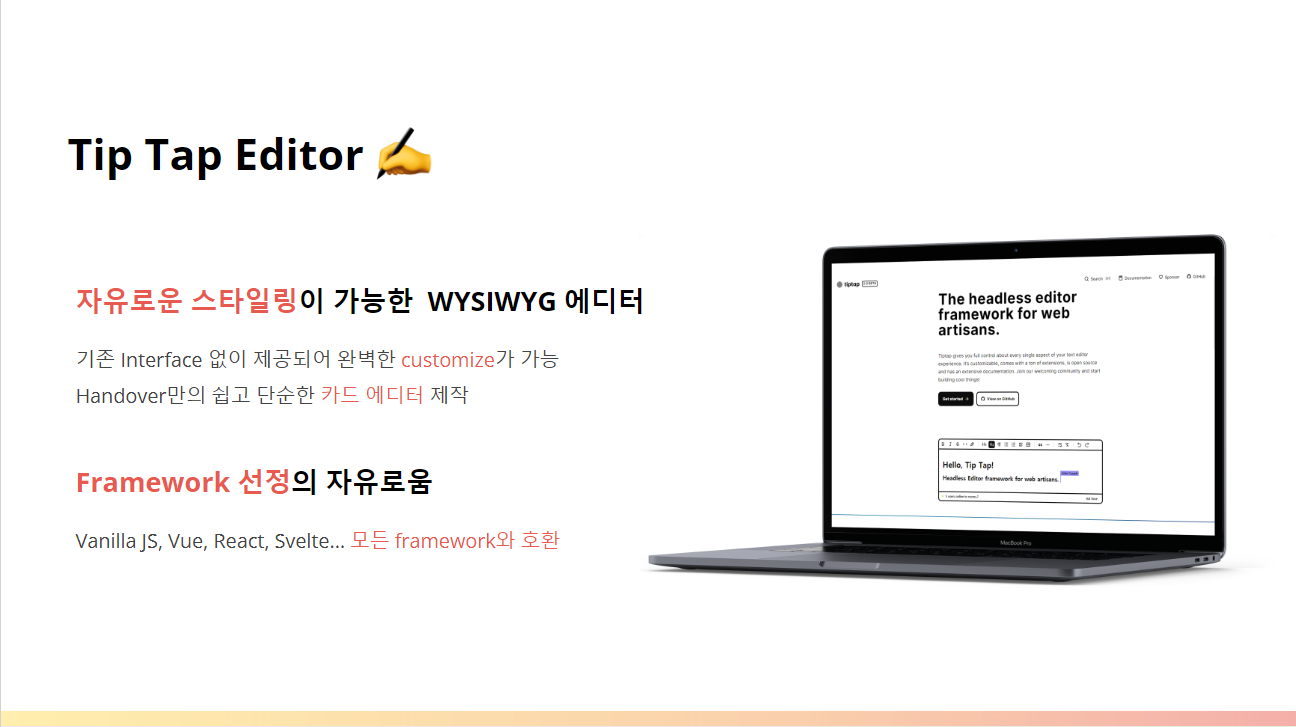 Tip Tap Editor ✍
자유로운 스타일링이 가능한 WYSIWYG 에디터
기존 Interface 없이 제공되어 완벽한 customize가 가능
Handover만의 쉽고 단순한 카드 에디터 제작
Framework 선정의 자유로움
Vanilla JS, Vue, React, Svelte... 모든 framework와 호환
tiptap
Search
Documentation
Sponsor
GitHub
The headless editor
framework for web
artisans.
Tiptap gives you full control about every single aspect of your text editor
experience. It's customizable, comes with a ton of extensions, is open source
and has an extensive documentation. Join our welcoming community and start
building cool things!
Get started
View on GitHub
Hello, Tip Tap!
Headless Editor framework for web artisans.
MacBook Pro